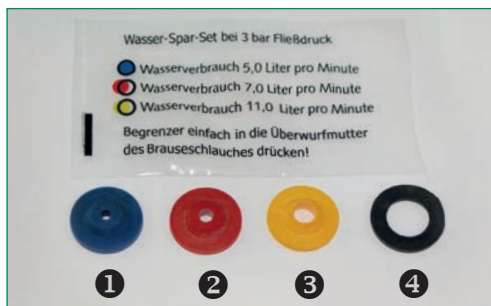 Wasser-Spar-Set bei 3 bar Fließdruck
Wasserverbrauch 5,0 Liter pro Minute
Wasserverbrauch 7,0 Liter pro Minute
Wasserverbrauch 11,0 Liter pro Minute
Begrenzer einfach in die Überwurfmutter
des Brauseschlauches drücken!
1 2 3 4